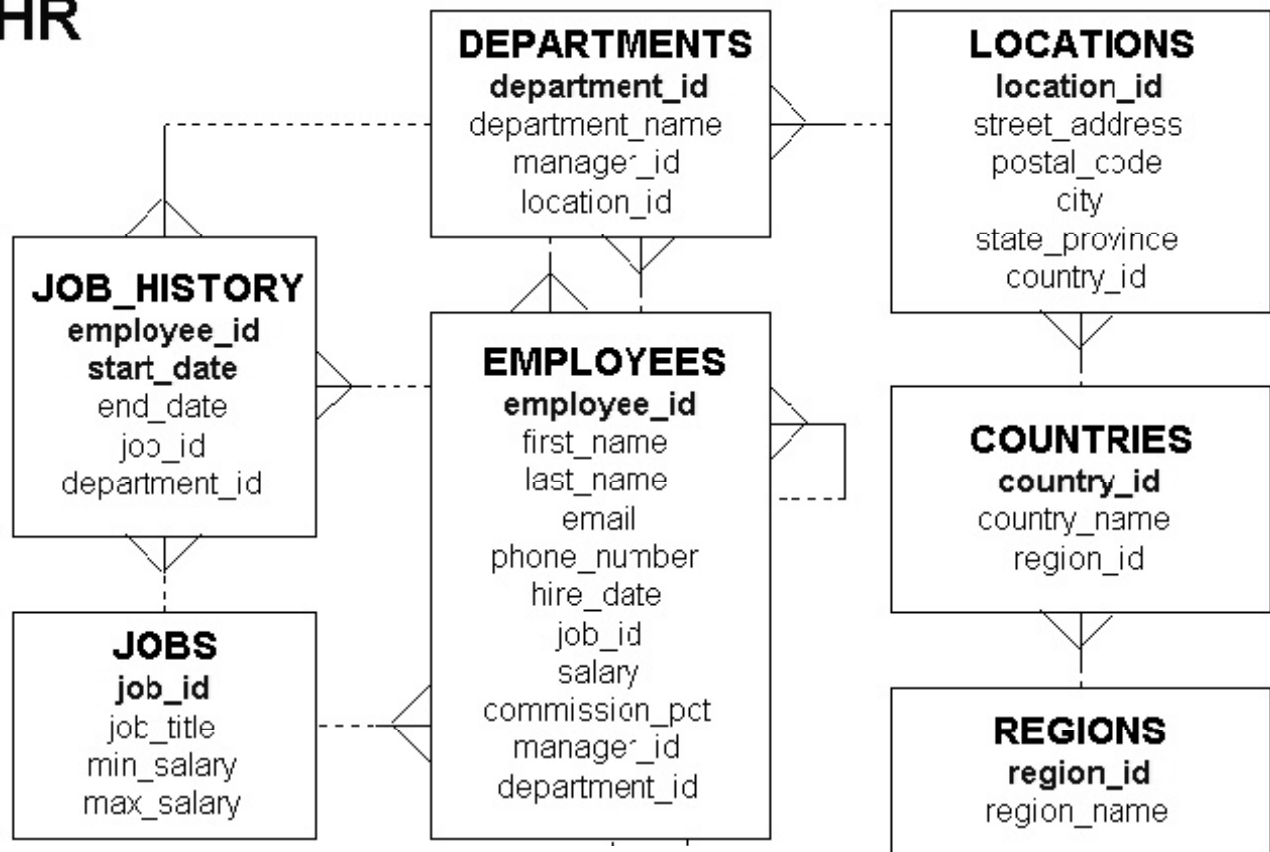 HR
DEPARTMENTS
department_id
department_name
manager_id
location_id
LOCATIONS
location_id
street_address
postal_code
city
state_province
country_id
JOB_HISTORY
employee_id
start_date
end_date
job_id
department_id
EMPLOYEES
employee_id
first_name
last_name
email
phone_number
hire_date
job_id
salary
commission_pct
manager_id
department_id
COUNTRIES
country_id
country_name
region_id
JOBS
job_id
job_title
min_salary
max_salary
REGIONS
region_id
region_name